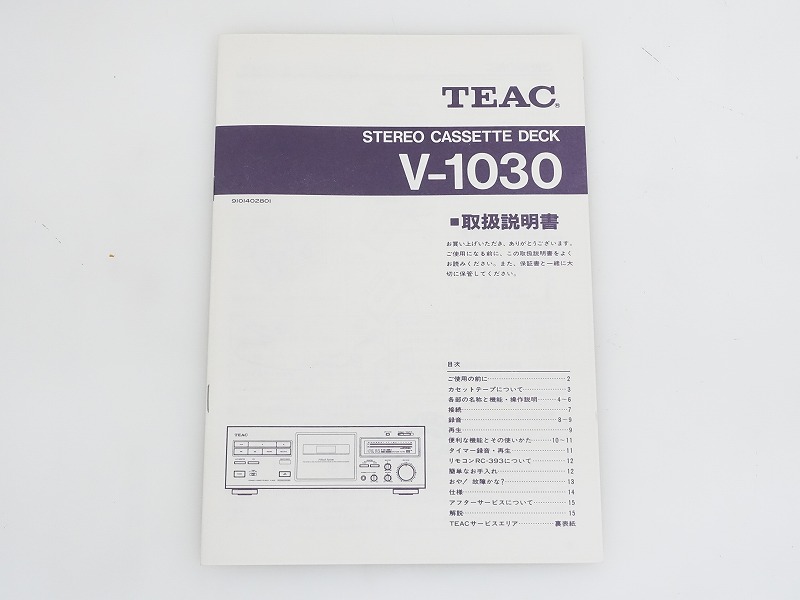 TEAC®
STEREO CASSETTE DECK
V-1030
9101402801
■取扱説明書
お買い上げいただき、ありがとうございます。
ご使用になる前に、この取扱説明書をよく
お読みください。また、保証書と一緒に大
切に保管してください。
目次
ご使用の前に……………………2
カセットテープについて……………3
各部の名称と機能・操作説明………4~6
接続……………………………7
録音……………………………8~9
再生……………………………9
便利な機能とその使いかた………10~11
タイマー録音・再生………………11
リモコンRC-393について…………12
簡単なお手入れ…………………12
おや!故障かな?…………………13
仕様……………………………14
アフターサービスについて…………15
解説……………………………15
TEACサービスエリア……………裏表紙
TEAC